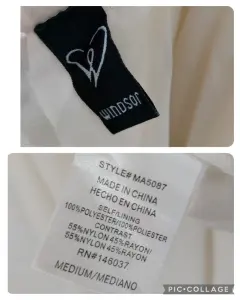 WINDSOR
STYLE# MA5087
MADE IN CHINA
HECHO EN CHINA
SELF/LINING
100%POLYESTER/100%POLIESTER
CONTRAST
55%NYLON 45%RAYON/
55%NYLON 45%RAYON
RN#146037
MEDIUM/MEDIANO
PIC•COLLAGE